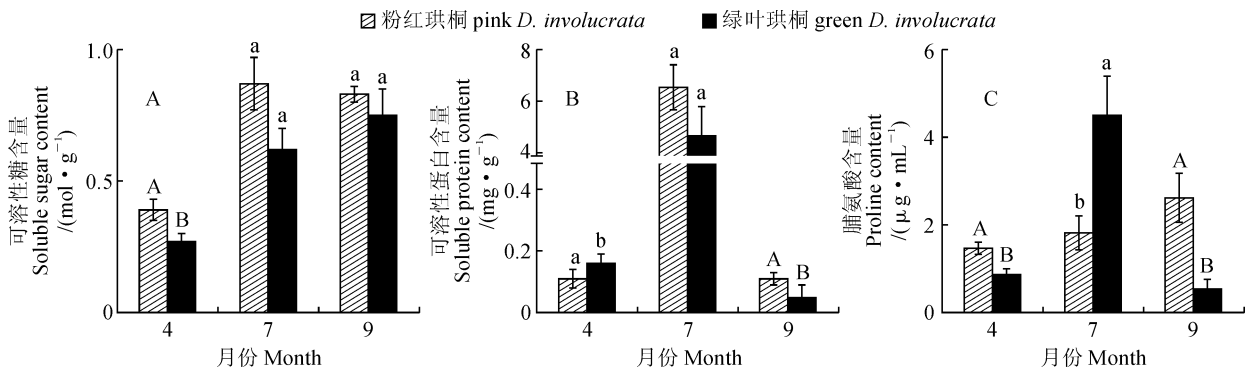 粉红珙桐 pink D. involucrata
绿叶珙桐 green D. involucrata
可溶性糖含量
Soluble sugar content
/(mol·g⁻¹)
1.0
0.5
0
A
A
B
a
a
a
a
4
7
9
月份 Month
可溶性蛋白含量
Soluble protein content
/(mg·g⁻¹)
8
6
4
0.4
0.2
0
B
a
b
a
a
A
B
4
7
9
月份 Month
脯氨酸含量
Proline content
/(μg·mL⁻¹)
6
4
2
0
C
A
B
b
a
A
B
4
7
9
月份 Month